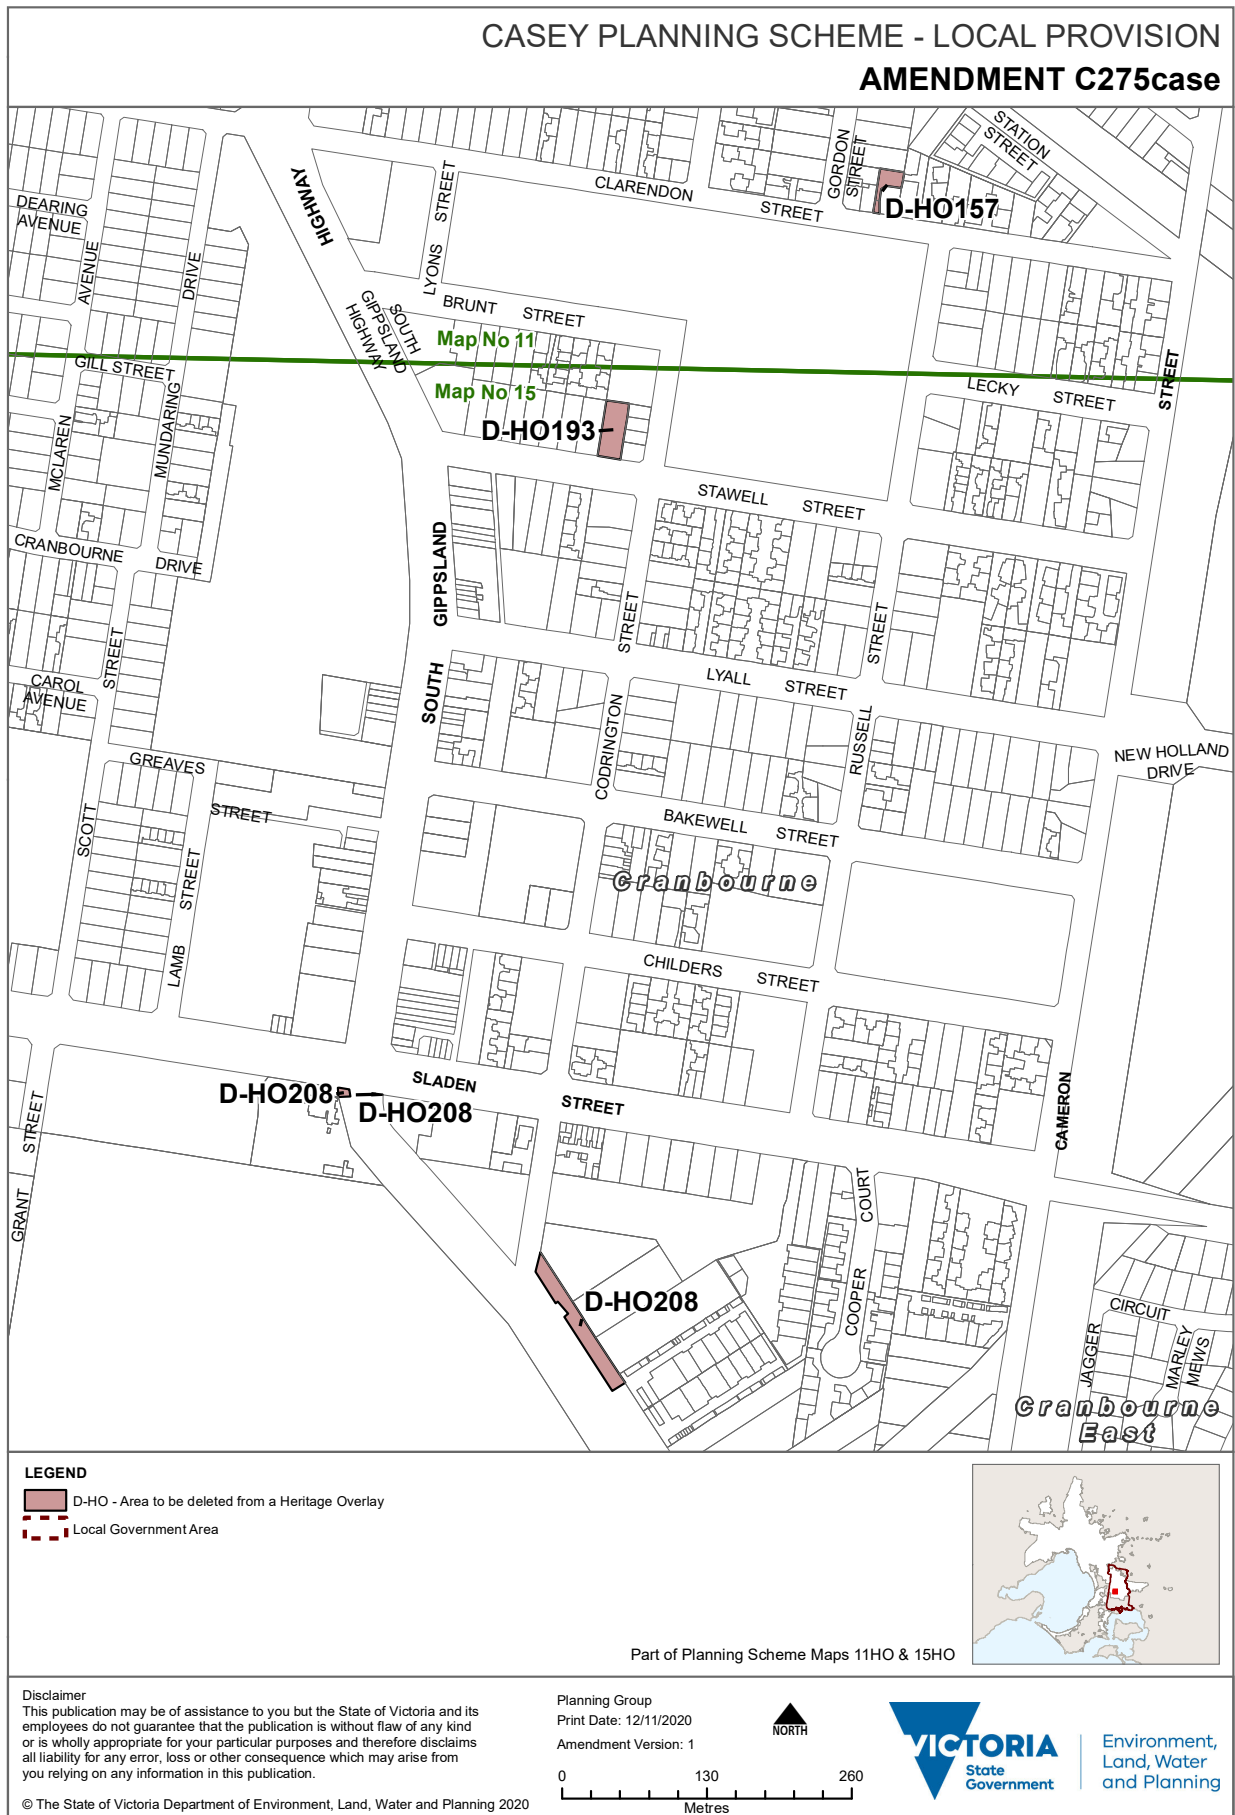 CASEY PLANNING SCHEME - LOCAL PROVISION
AMENDMENT C275case
STATION
STREET
GORDON
STREET
CLARENDON
STREET
D-HO157
HIGHWAY
LYONS
STREET
DEARING
AVENUE
AVENUE
DRIVE
SOUTH
GIPPSLAND
HIGHWAY
BRUNT
STREET
Map No 11
Map No 15
GILL STREET
MUNDARING
MCLAREN
D-HO193
LECKY
STREET
STREET
STAWELL
STREET
CRANBOURNE
DRIVE
GIPPSLAND
STREET
STREET
STREET
CAROL
AVENUE
SOUTH
LYALL
STREET
CODRINGTON
RUSSELL
NEW HOLLAND
DRIVE
GREAVES
STREET
SCOTT
BAKEWELL
STREET
Cranbourne
STREET
LAMB
CHILDERS
STREET
SLADEN
STREET
D-HO208
D-HO208
CAMERON
STREET
GRANT
COURT
COOPER
D-HO208
CIRCUIT
JAGGER
MARLEY
MEWS
Cranbourne
East
LEGEND
D-HO - Area to be deleted from a Heritage Overlay
Local Government Area
Part of Planning Scheme Maps 11HO & 15HO
Disclaimer
This publication may be of assistance to you but the State of Victoria and its
employees do not guarantee that the publication is without flaw of any kind
or is wholly appropriate for your particular purposes and therefore disclaims
all liability for any error, loss or other consequence which may arise from
you relying on any information in this publication.
© The State of Victoria Department of Environment, Land, Water and Planning 2020
Planning Group
Print Date: 12/11/2020
Amendment Version: 1
0 130 260
Metres
NORTH
VICTORIA
State
Government
Environment,
Land, Water
and Planning